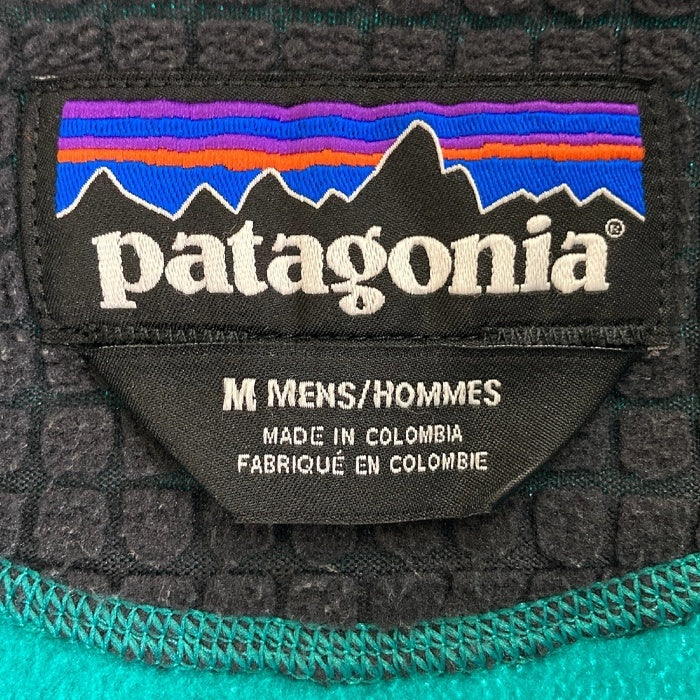 patagonia®
M MENS/HOMMES
MADE IN COLOMBIA
FABRIQUÉ EN COLOMBIE